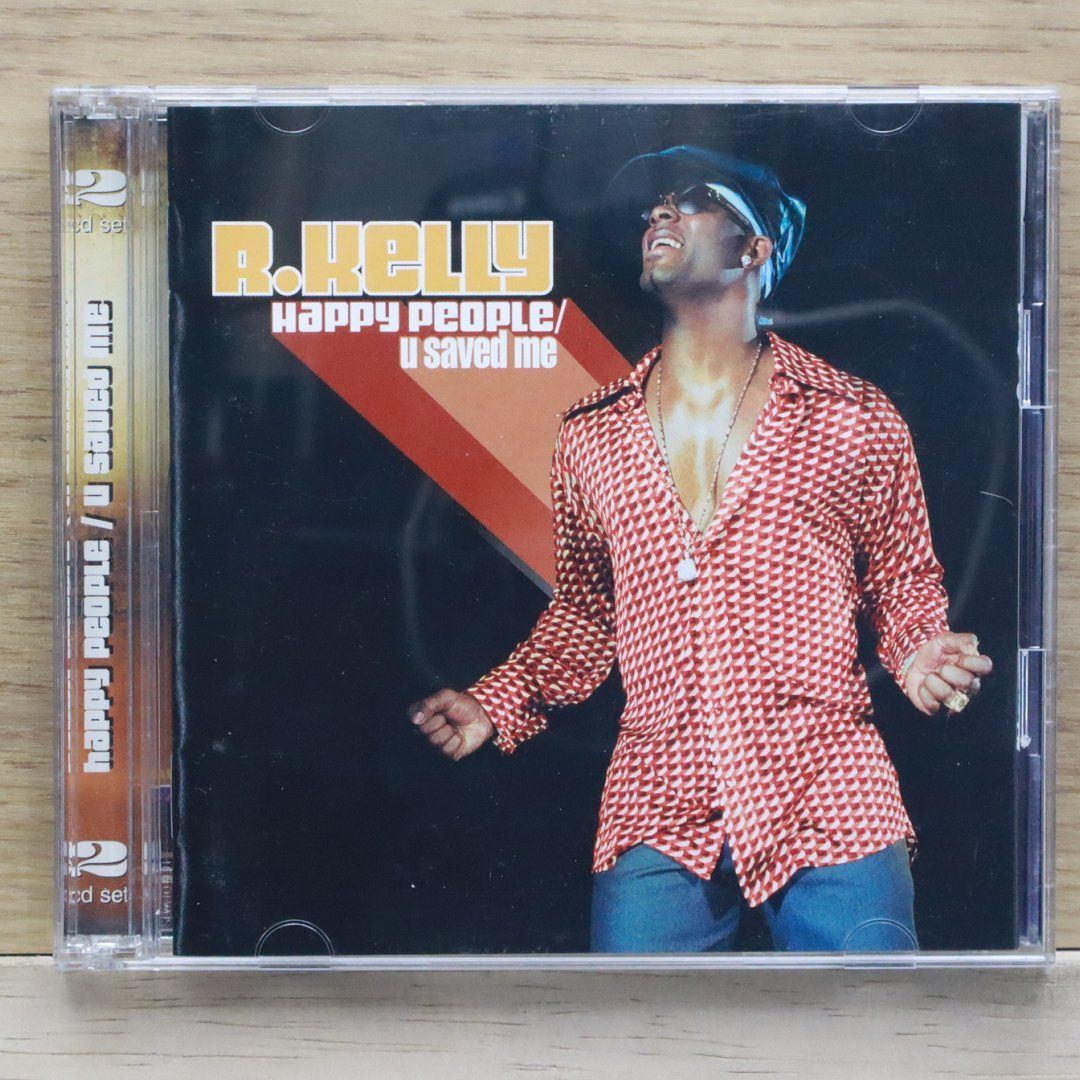 2
cd set
Happy People / U Saved Me
2
cd set
R.Kelly
Happy People/
u saved me